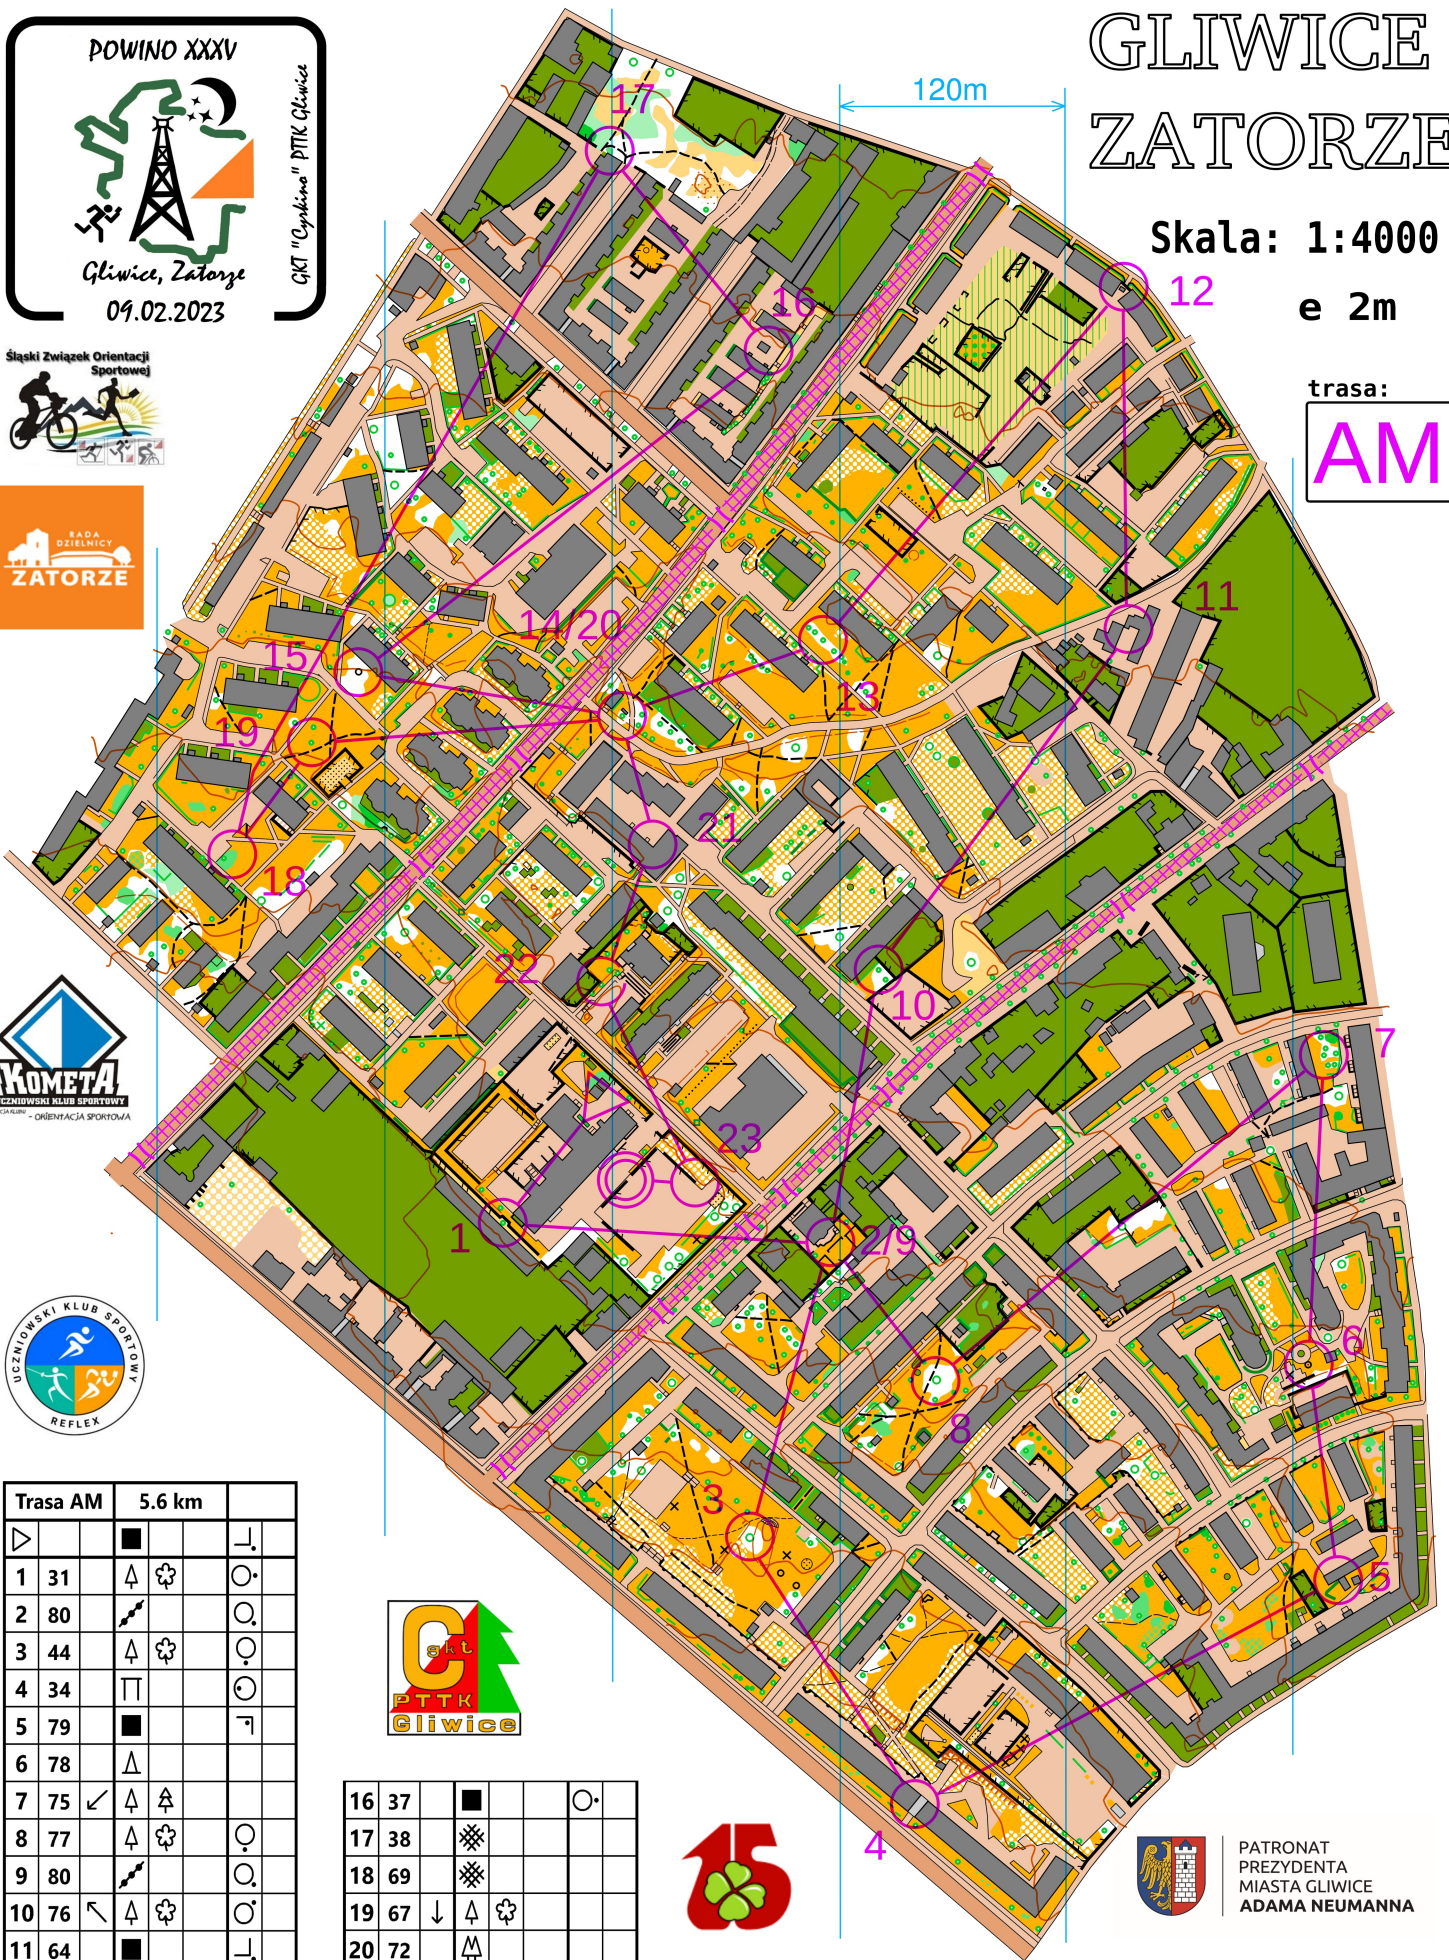 POWINO XXXV
GKT "Cyrkino" PTTK Gliwice
Gliwice, Zatorze
09.02.2023
GLIWICE
ZATORZE
120m
Skala: 1:4000
e 2m
trasa:
AM
Śląski Związek Orientacji
Sportowej
RADA
DZIELNICY
ZATORZE
KOMETA
UCZNIOWSKI KLUB SPORTOWY
- ORIENTACJA SPORTOWA
UCZNIOWSKI KLUB SPORTOWY
REFLEX
17
16
12
11
14/20
15
13
19
21
18
22
10
7
23
1
2/9
6
8
3
5
4
Trasa AM 5.6 km
1 31
2 80
3 44
4 34
5 79
6 78
7 75
8 77
9 80
10 76
11 64
16 37
17 38
18 69
19 67
20 72
C
gkt
PTTK
Gliwice
15
PATRONAT
PREZYDENTA
MIASTA GLIWICE
ADAMA NEUMANNA